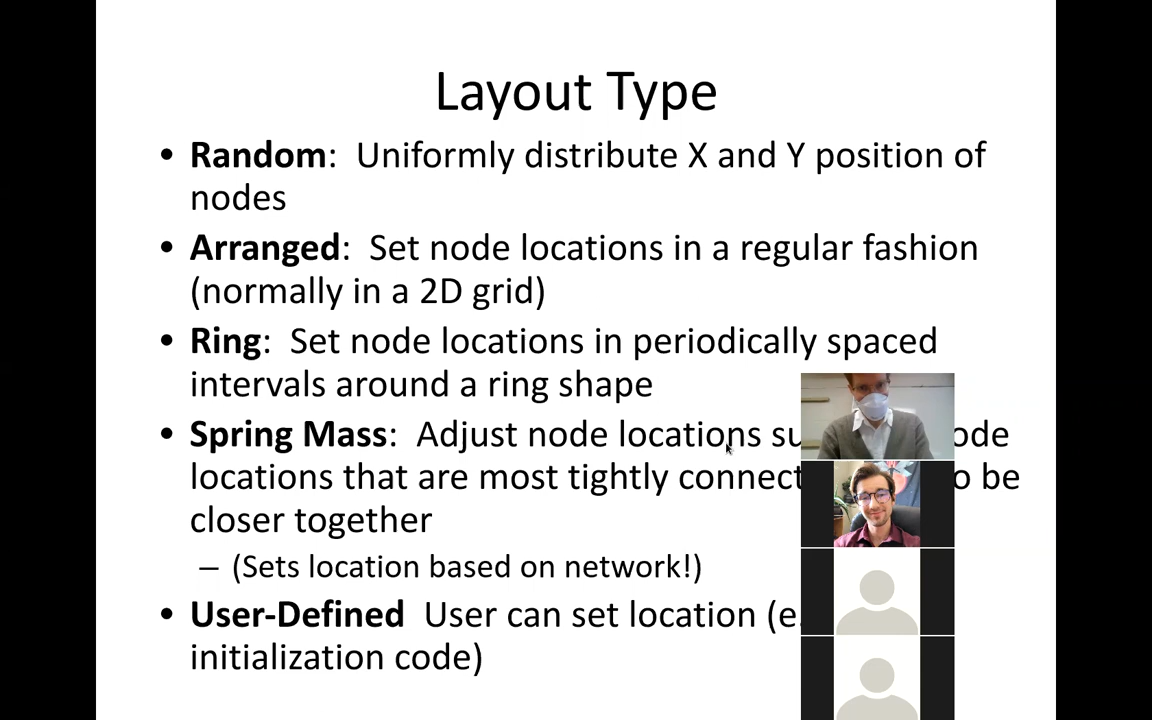 Layout Type
• Random:  Uniformly distribute X and Y position of
nodes
• Arranged:  Set node locations in a regular fashion
(normally in a 2D grid)
• Ring:  Set node locations in periodically spaced
intervals around a ring shape
• Spring Mass:  Adjust node locations
locations that are most tightly be
closer together
– (Sets location based on network!)
• User-Defined  User can set location
initialization code)